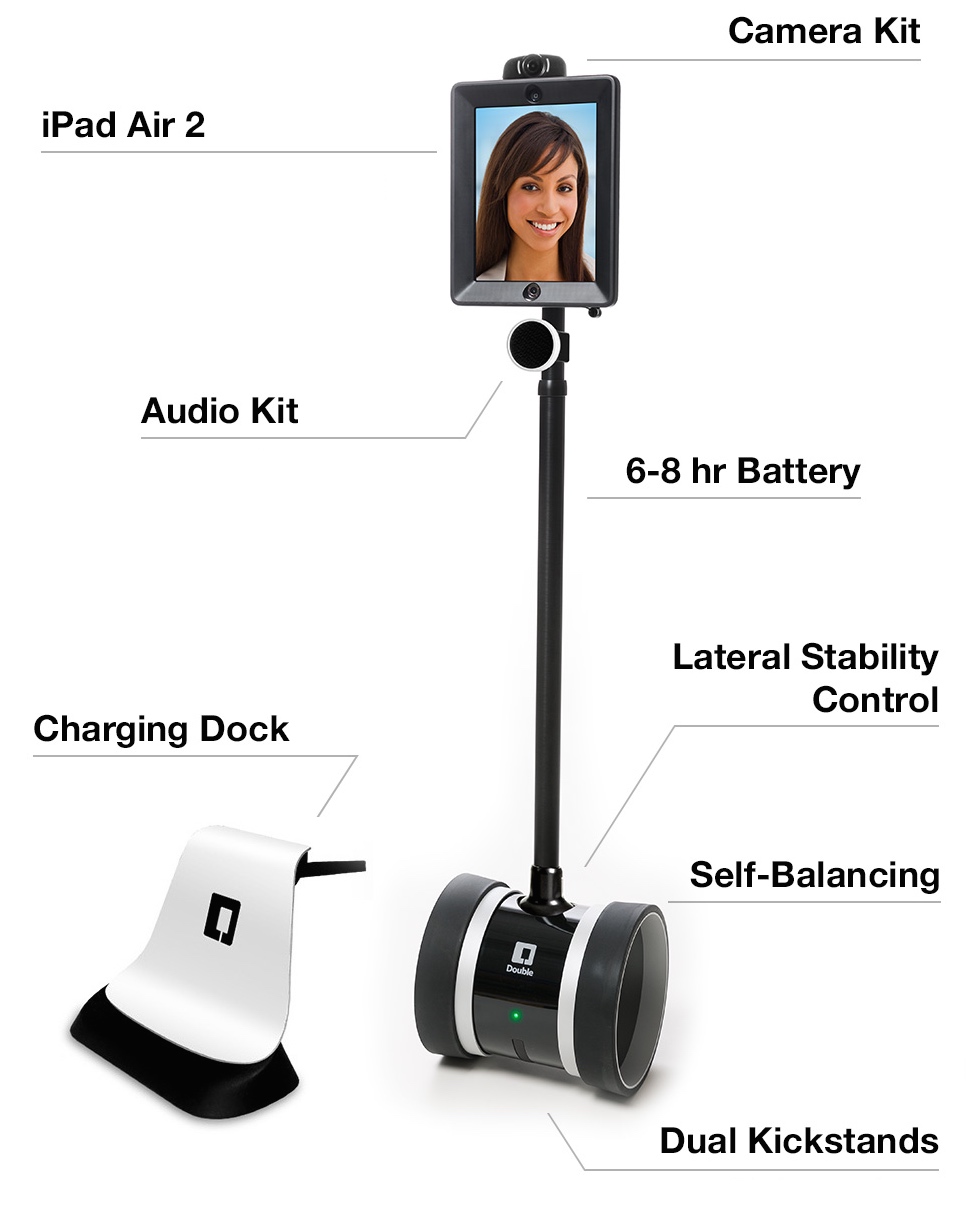 Camera Kit
iPad Air 2
Audio Kit
6-8 hr Battery
Lateral Stability
Control
Charging Dock
Self-Balancing
Double
Dual Kickstands